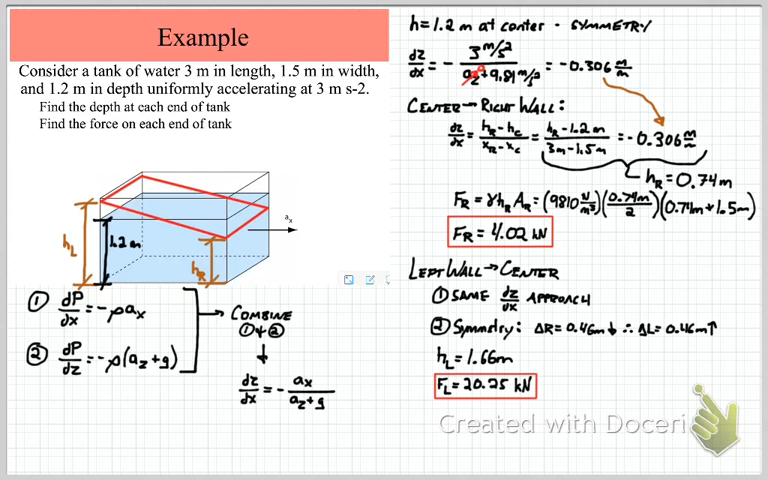 Example
Consider a tank of water 3 m in length, 1.5 m in width,
and 1.2 m in depth uniformly accelerating at 3 m s-2.
Find the depth at each end of tank
Find the force on each end of tank
aₓ
h_L
1.2 m
h_R
① dP/dx = -ρaₓ
② dP/dz = -ρ(a_z + g)
COMBINE
① & ②
dz/dx = - aₓ/(a_z + g)
h = 1.2 m at center - SYMMETRY
dz/dx = - 3 m/s² / (a_z⁰ + 9.81 m/s²) = -0.306 m/m
CENTER → RIGHT WALL:
dz/dx = (h_R - h_C)/(x_R - x_C) = (h_R - 1.2 m)/(3m - 1.5m) = -0.306 m/m
h_R = 0.74 m
F_R = γ h_R A_R = (9810 N/m³)(0.74m/2)(0.74m * 1.5m)
F_R = 4.02 kN
LEFT WALL → CENTER
① SAME dz/dx APPROACH
② Symmetry: ΔR = 0.46m ↓ ∴ ΔL = 0.46m ↑
h_L = 1.66m
F_L = 20.25 kN
Created with Doceri